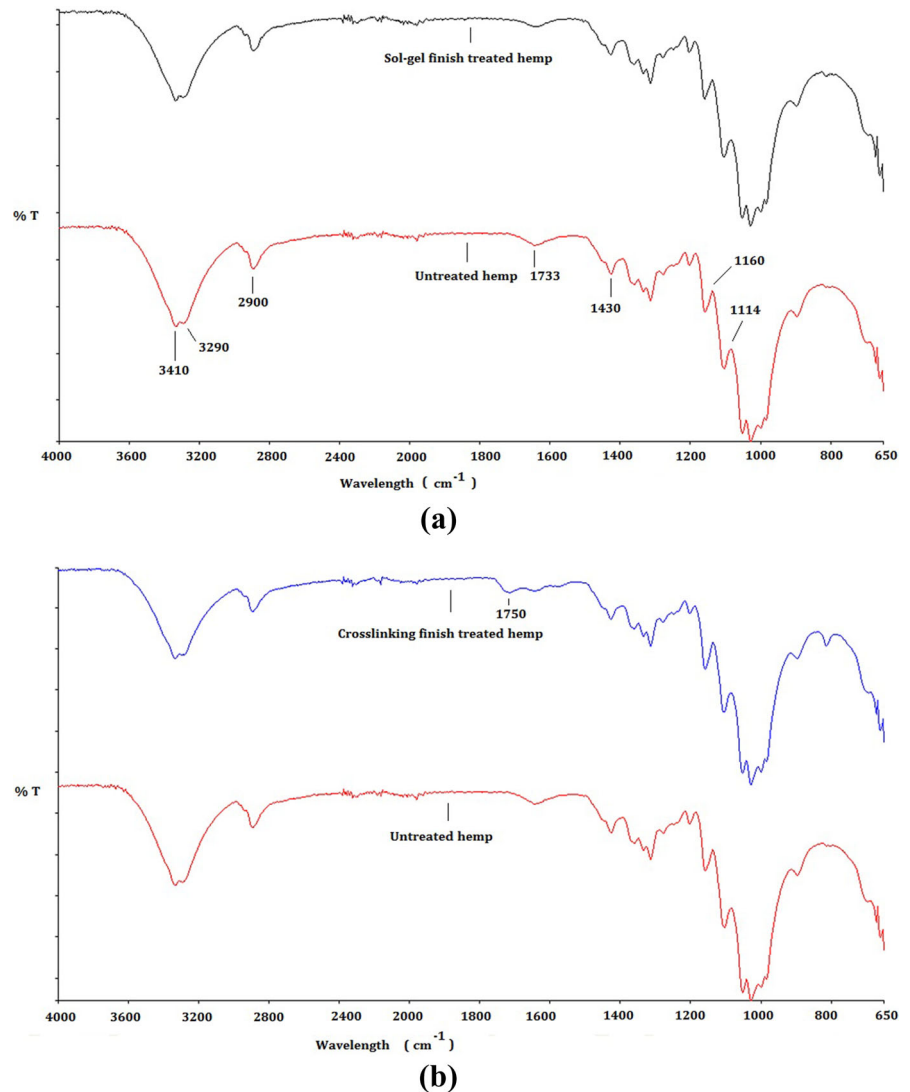 Sol-gel finish treated hemp
% T
Untreated hemp
1733
1160
2900
1430
1114
3290
3410
4000 3600 3200 2800 2400 2000 1600 1400 1200 1000 800 650
Wavelength ( cm-1 )
(a)
1750
Crosslinking finish treated hemp
% T
Untreated hemp
4000 3600 3200 2800 2400 2000 1600 1400 1200 1000 800 650
Wavelength ( cm-1 )
(b)